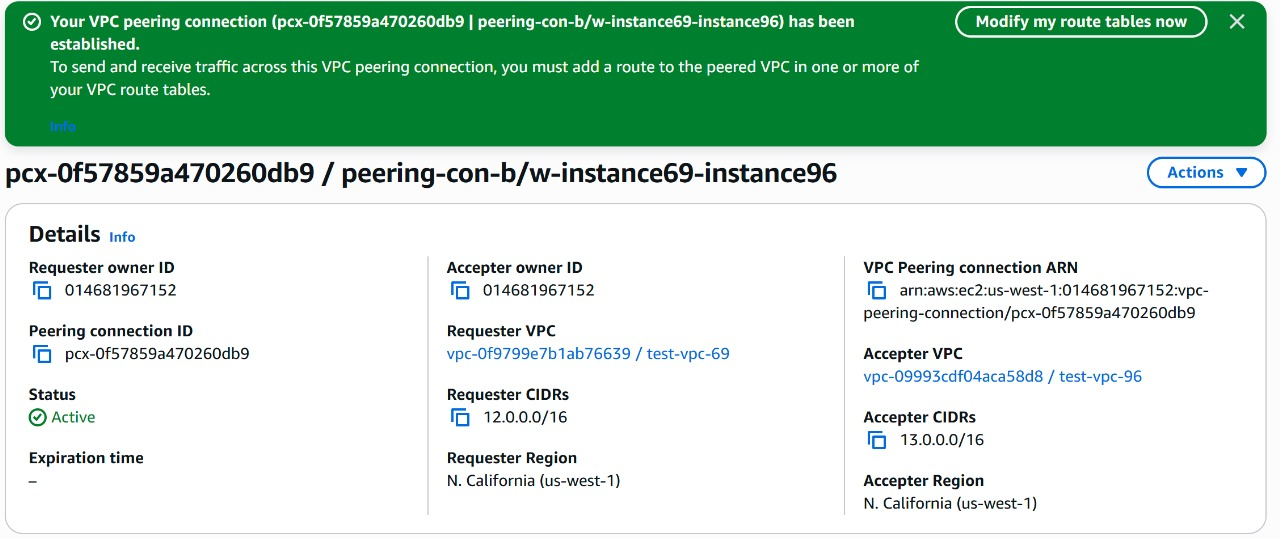 Your VPC peering connection (pcx-0f57859a470260db9 | peering-con-b/w-instance69-instance96) has been
established.
To send and receive traffic across this VPC peering connection, you must add a route to the peered VPC in one or more of
your VPC route tables.
Info
Modify my route tables now
pcx-0f57859a470260db9 / peering-con-b/w-instance69-instance96
Actions
Details Info
Requester owner ID
014681967152
Peering connection ID
pcx-0f57859a470260db9
Status
Active
Expiration time
–
Accepter owner ID
014681967152
Requester VPC
vpc-0f9799e7b1ab76639 / test-vpc-69
Requester CIDRs
12.0.0.0/16
Requester Region
N. California (us-west-1)
VPC Peering connection ARN
arn:aws:ec2:us-west-1:014681967152:vpc-
peering-connection/pcx-0f57859a470260db9
Accepter VPC
vpc-09993cdf04aca58d8 / test-vpc-96
Accepter CIDRs
13.0.0.0/16
Accepter Region
N. California (us-west-1)